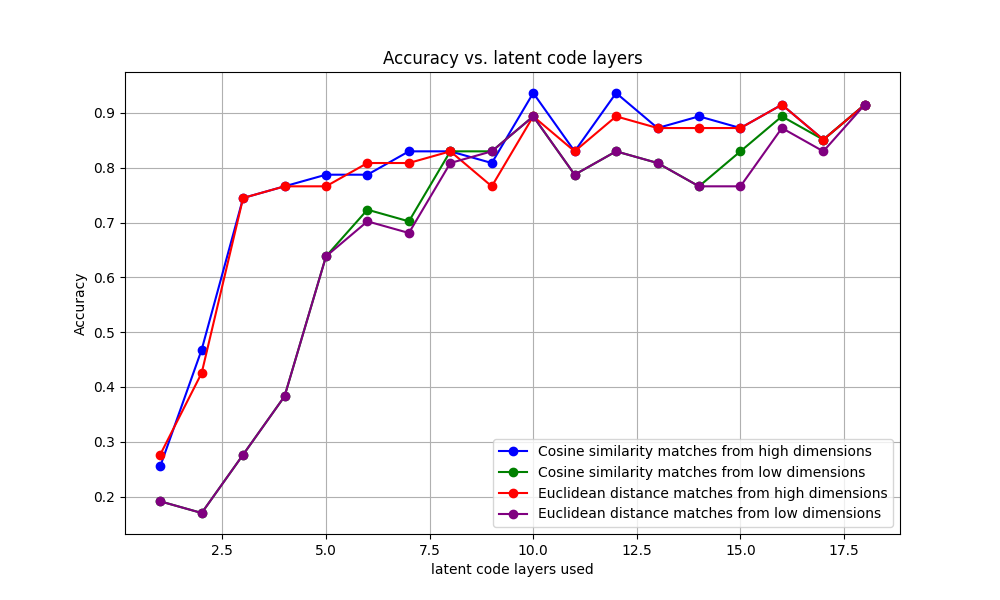 Accuracy vs. latent code layers
Accuracy
0.9
0.8
0.7
0.6
0.5
0.4
0.3
0.2
Cosine similarity matches from high dimensions
Cosine similarity matches from low dimensions
Euclidean distance matches from high dimensions
Euclidean distance matches from low dimensions
2.5 5.0 7.5 10.0 12.5 15.0 17.5
latent code layers used